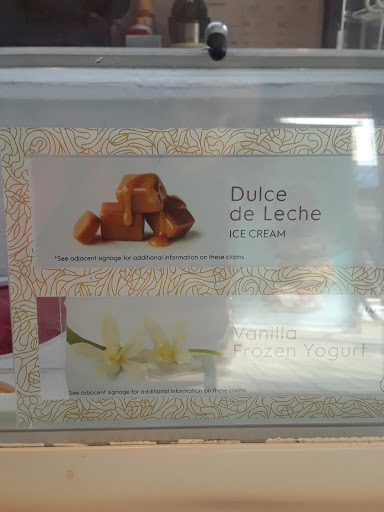 Dulce
de Leche
ICE CREAM
*See adjacent signage for additional information on these claims
Vanilla
Frozen Yogurt
See adjacent signage for additional information on these claims